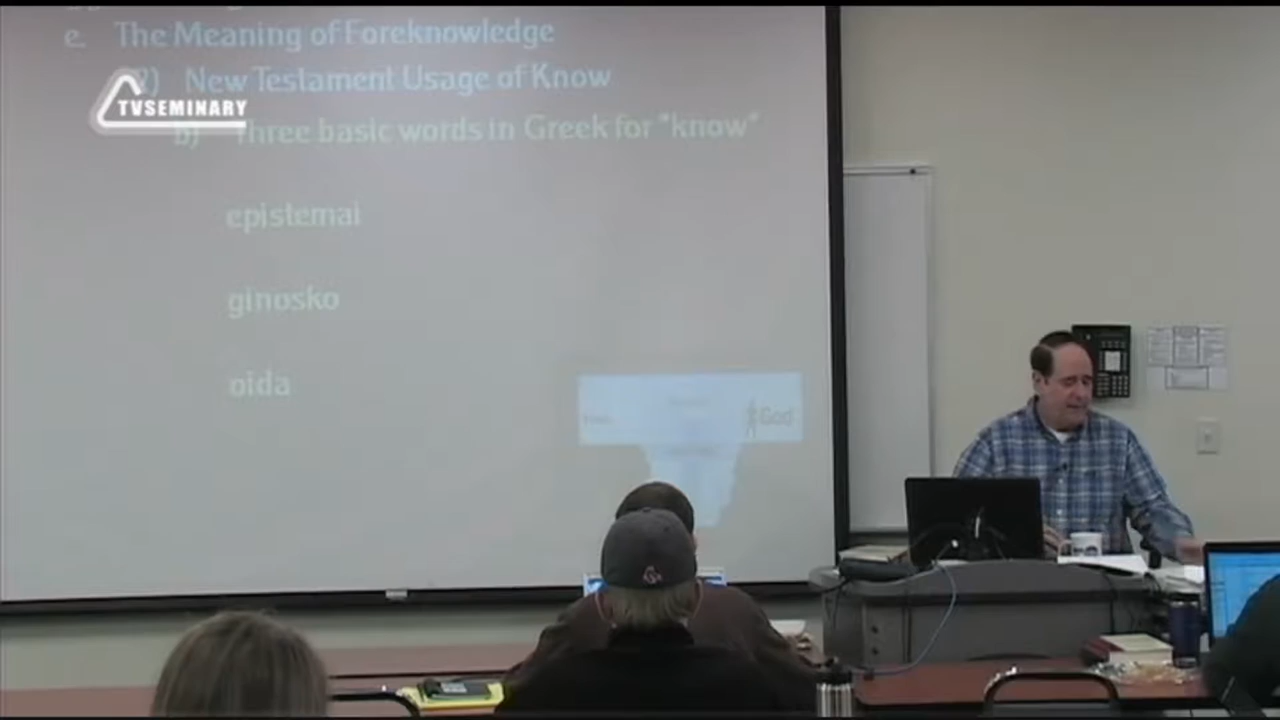 e. The Meaning of Foreknowledge
2) New Testament Usage of Know
TVSEMINARY
b) Three basic words in Greek for "know"
epistemai
ginosko
oida
God